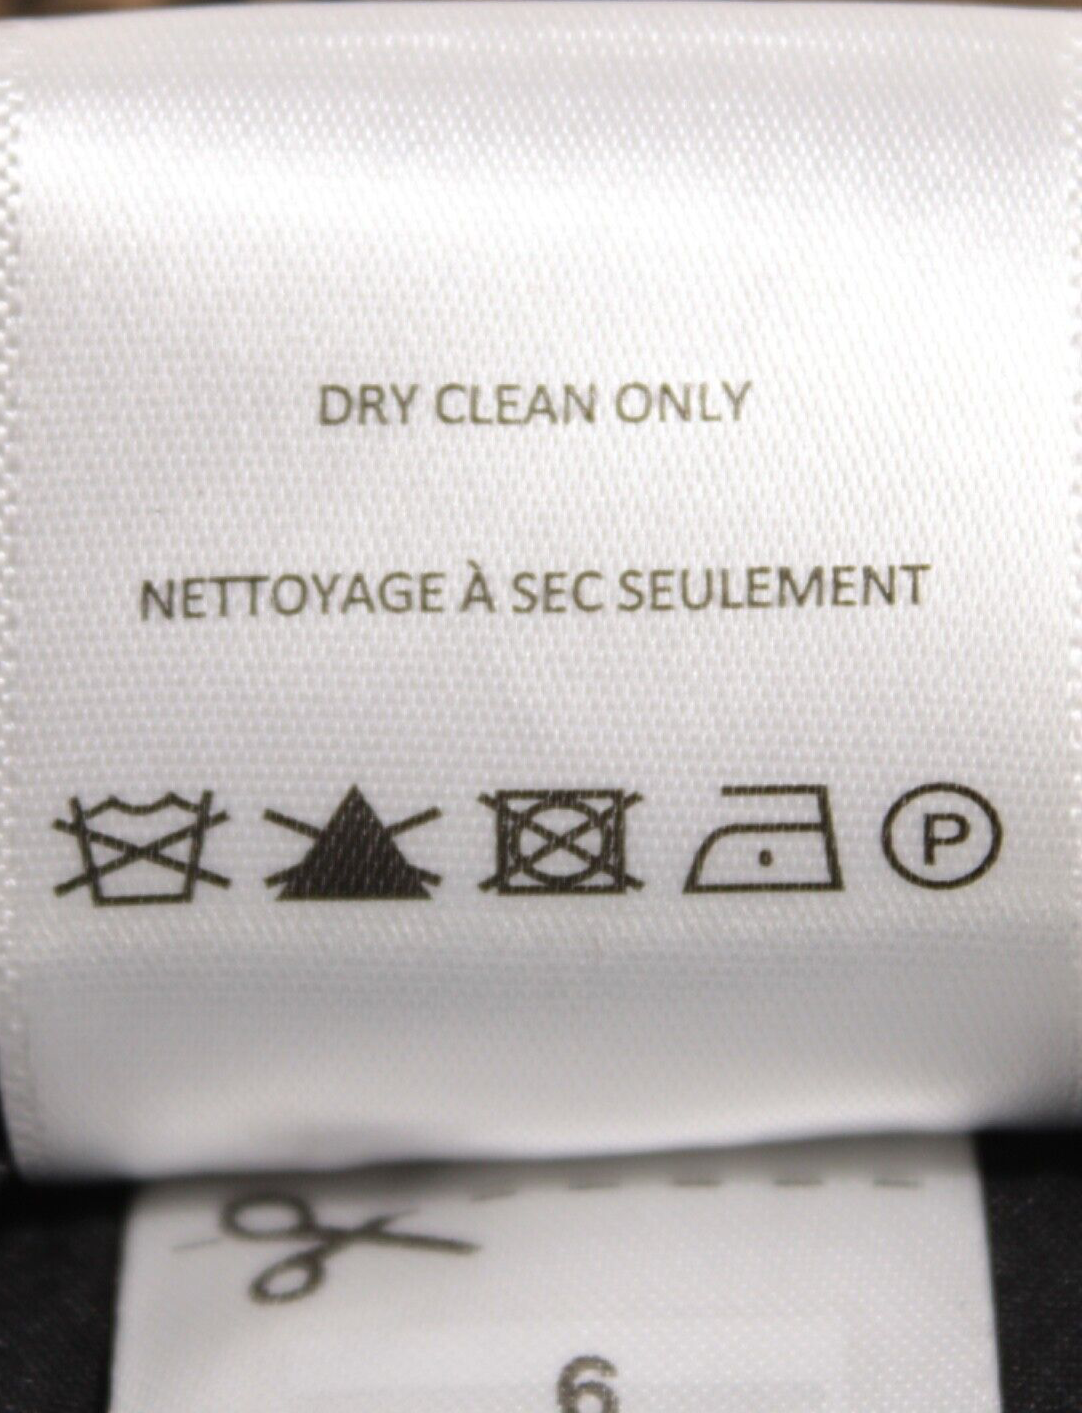 DRY CLEAN ONLY
NETTOYAGE À SEC SEULEMENT
P
6